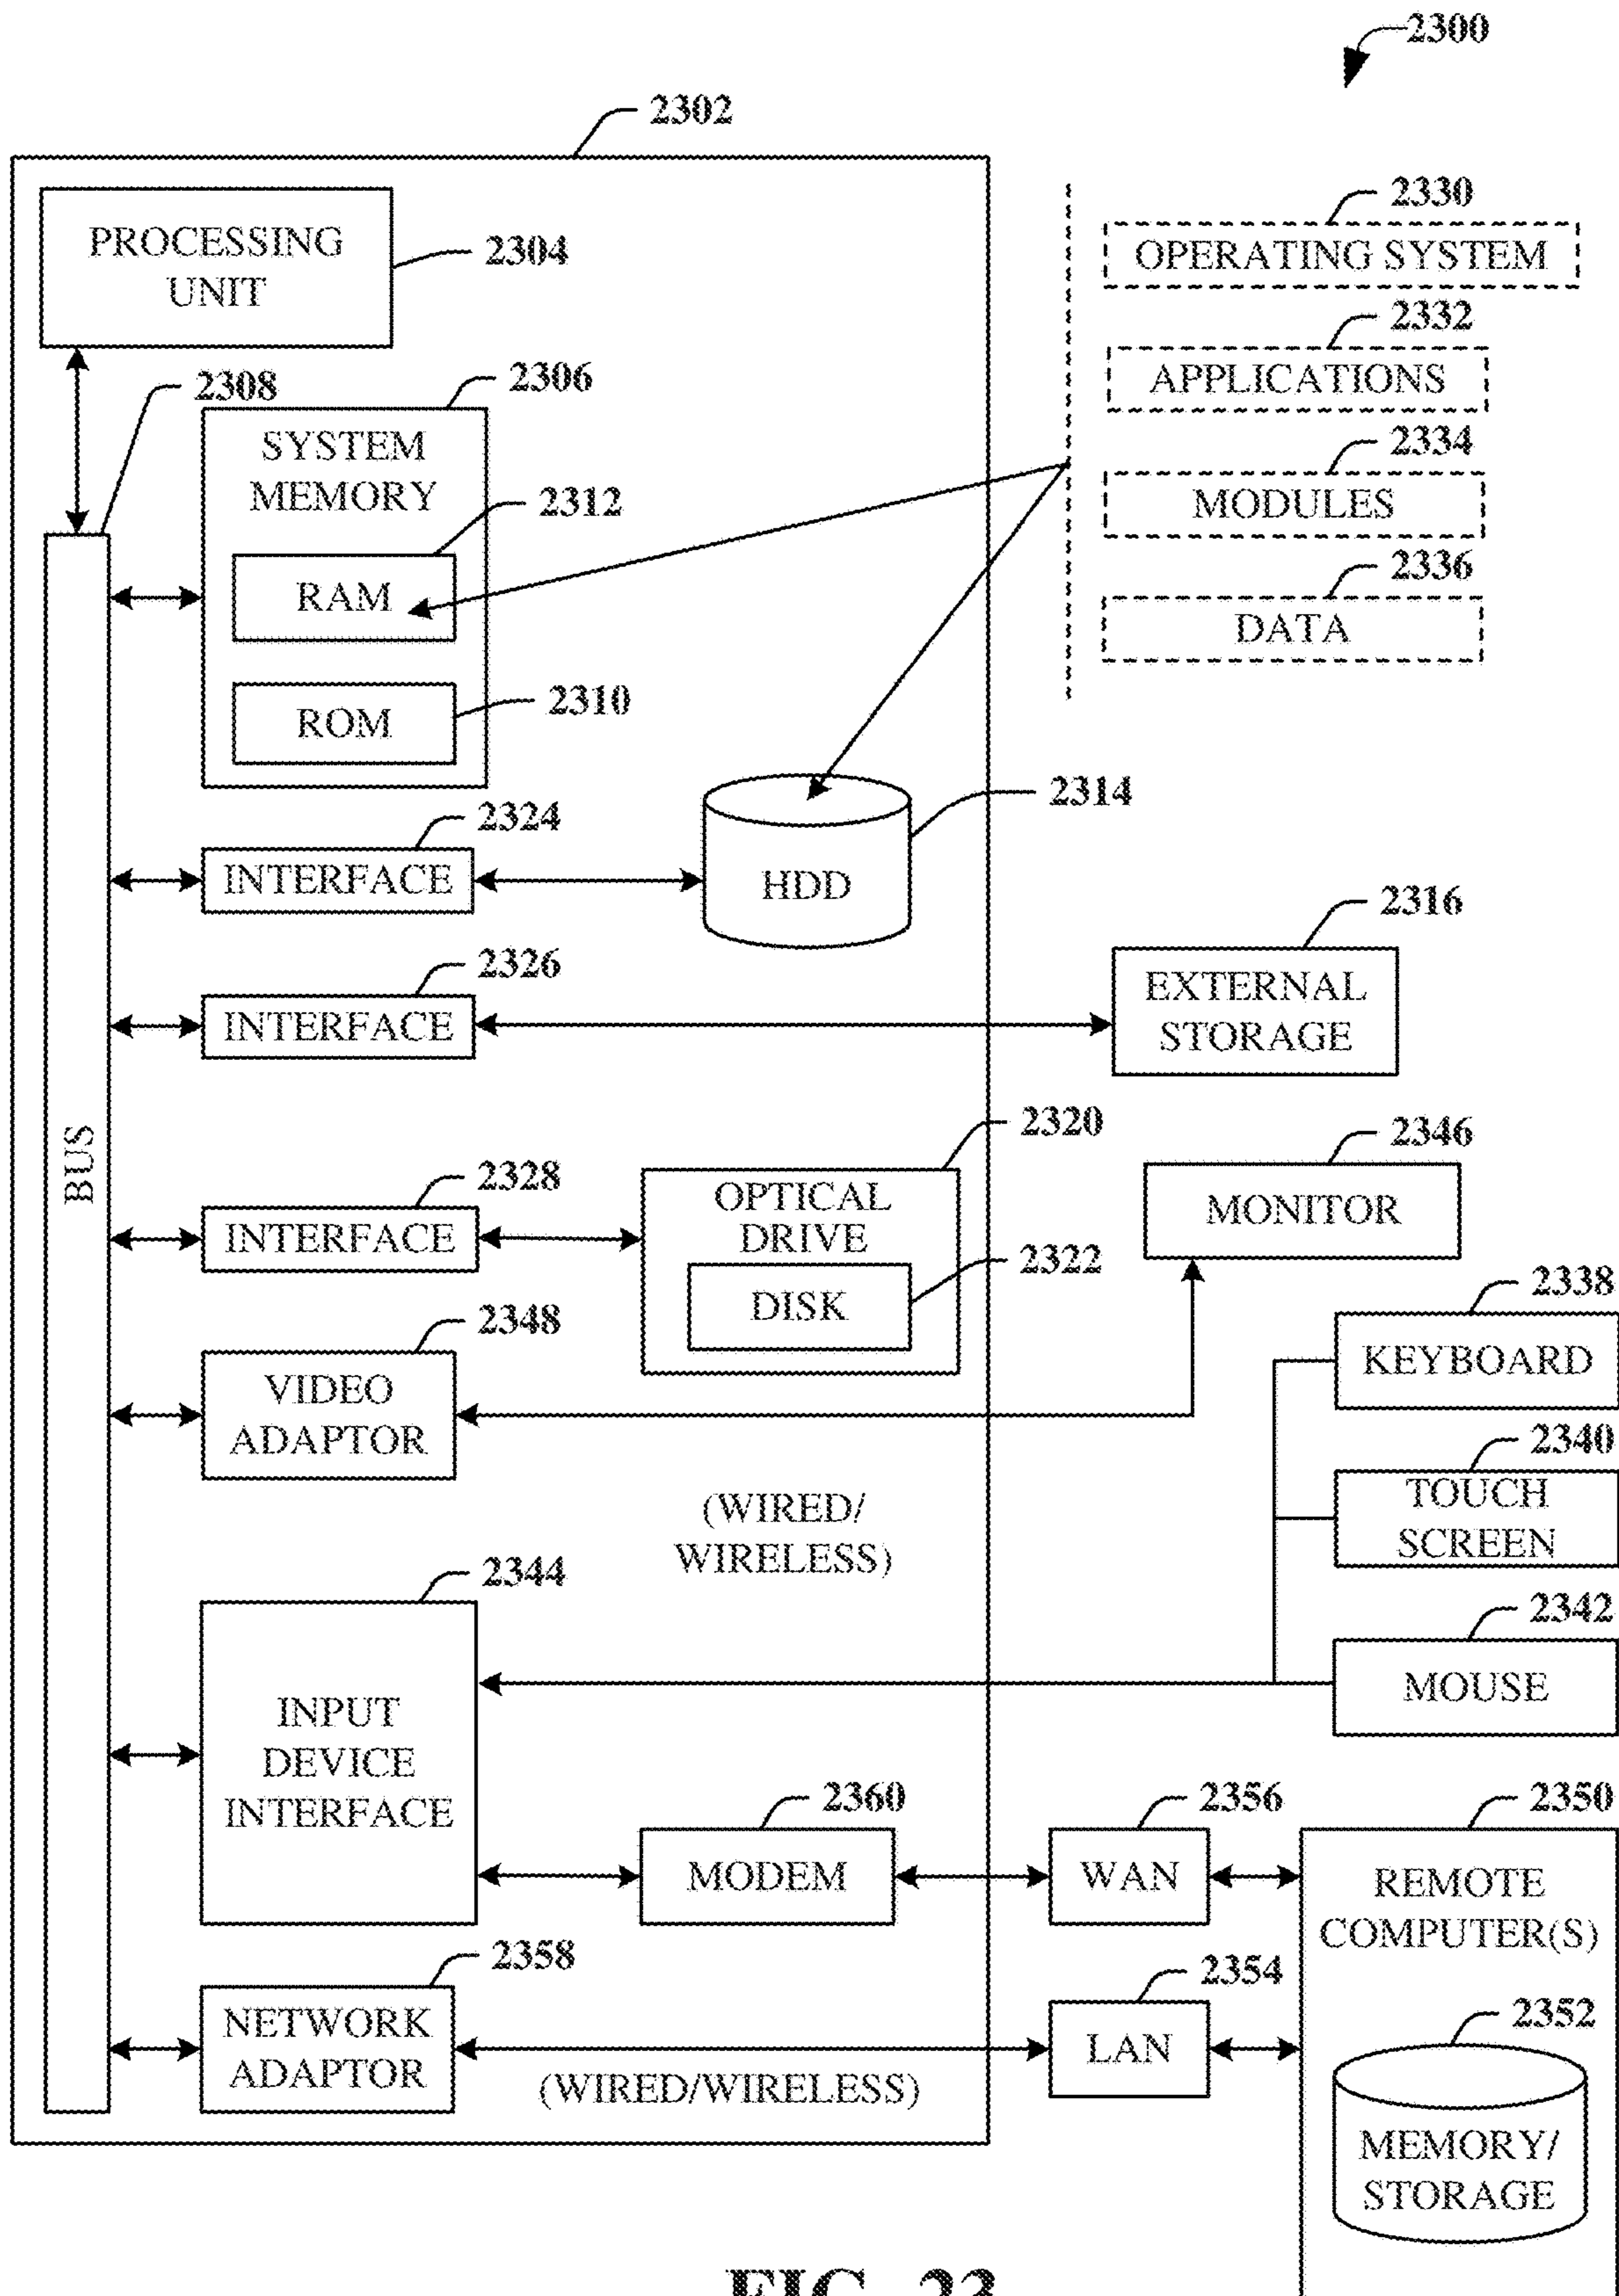 2300
2302
PROCESSING
UNIT
2304
2330
OPERATING SYSTEM
2332
APPLICATIONS
2334
MODULES
2336
DATA
2308
2306
SYSTEM
MEMORY
2312
RAM
ROM
2310
2314
HDD
2324
INTERFACE
2316
EXTERNAL
STORAGE
2326
INTERFACE
BUS
2320
OPTICAL
DRIVE
2322
DISK
2328
INTERFACE
2346
MONITOR
2348
VIDEO
ADAPTOR
2338
KEYBOARD
2340
TOUCH
SCREEN
2342
MOUSE
(WIRED/
WIRELESS)
2344
INPUT
DEVICE
INTERFACE
2360
MODEM
2356
WAN
2350
REMOTE
COMPUTER(S)
2358
NETWORK
ADAPTOR
(WIRED/WIRELESS)
2354
LAN
2352
MEMORY/
STORAGE
FIG. 23